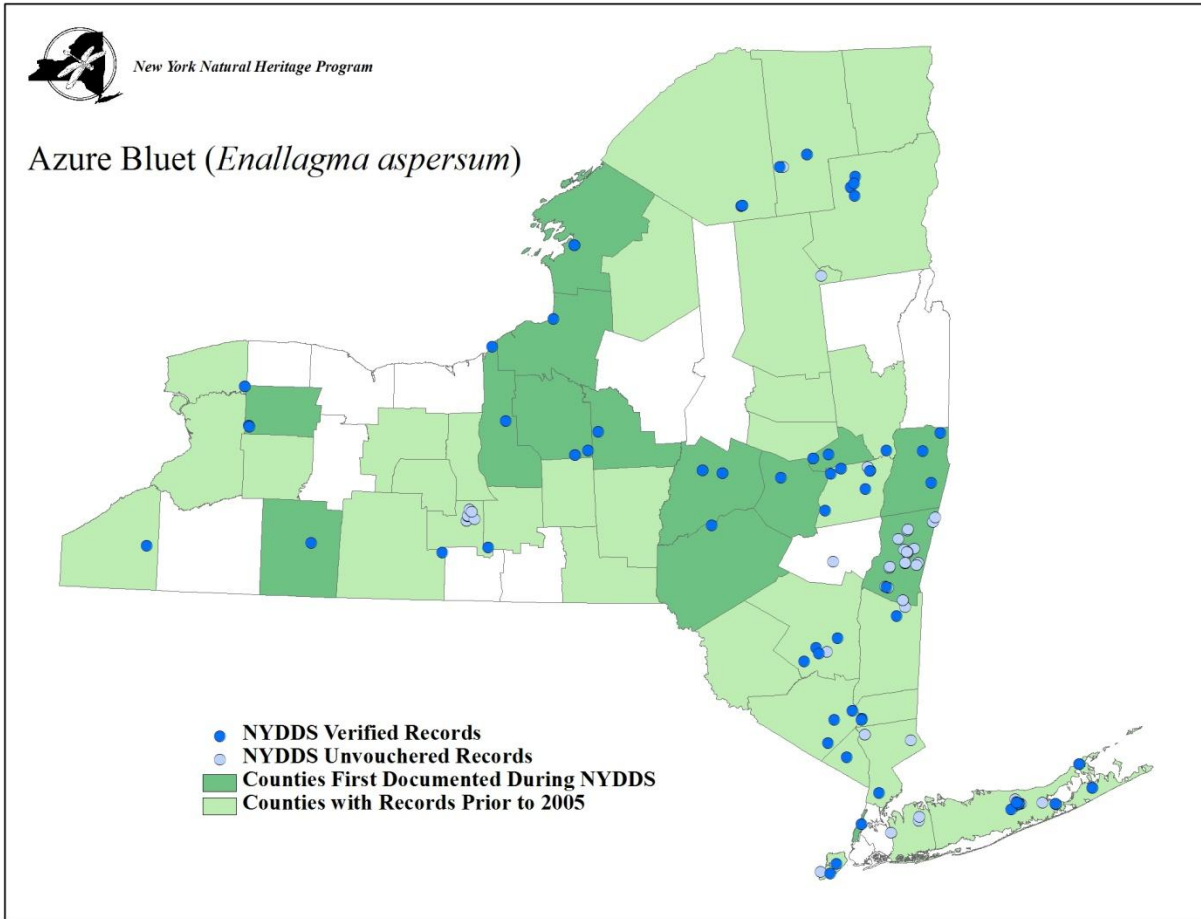 New York Natural Heritage Program
Azure Bluet (Enallagma aspersum)
NYDDS Verified Records
NYDDS Unvouchered Records
Counties First Documented During NYDDS
Counties with Records Prior to 2005